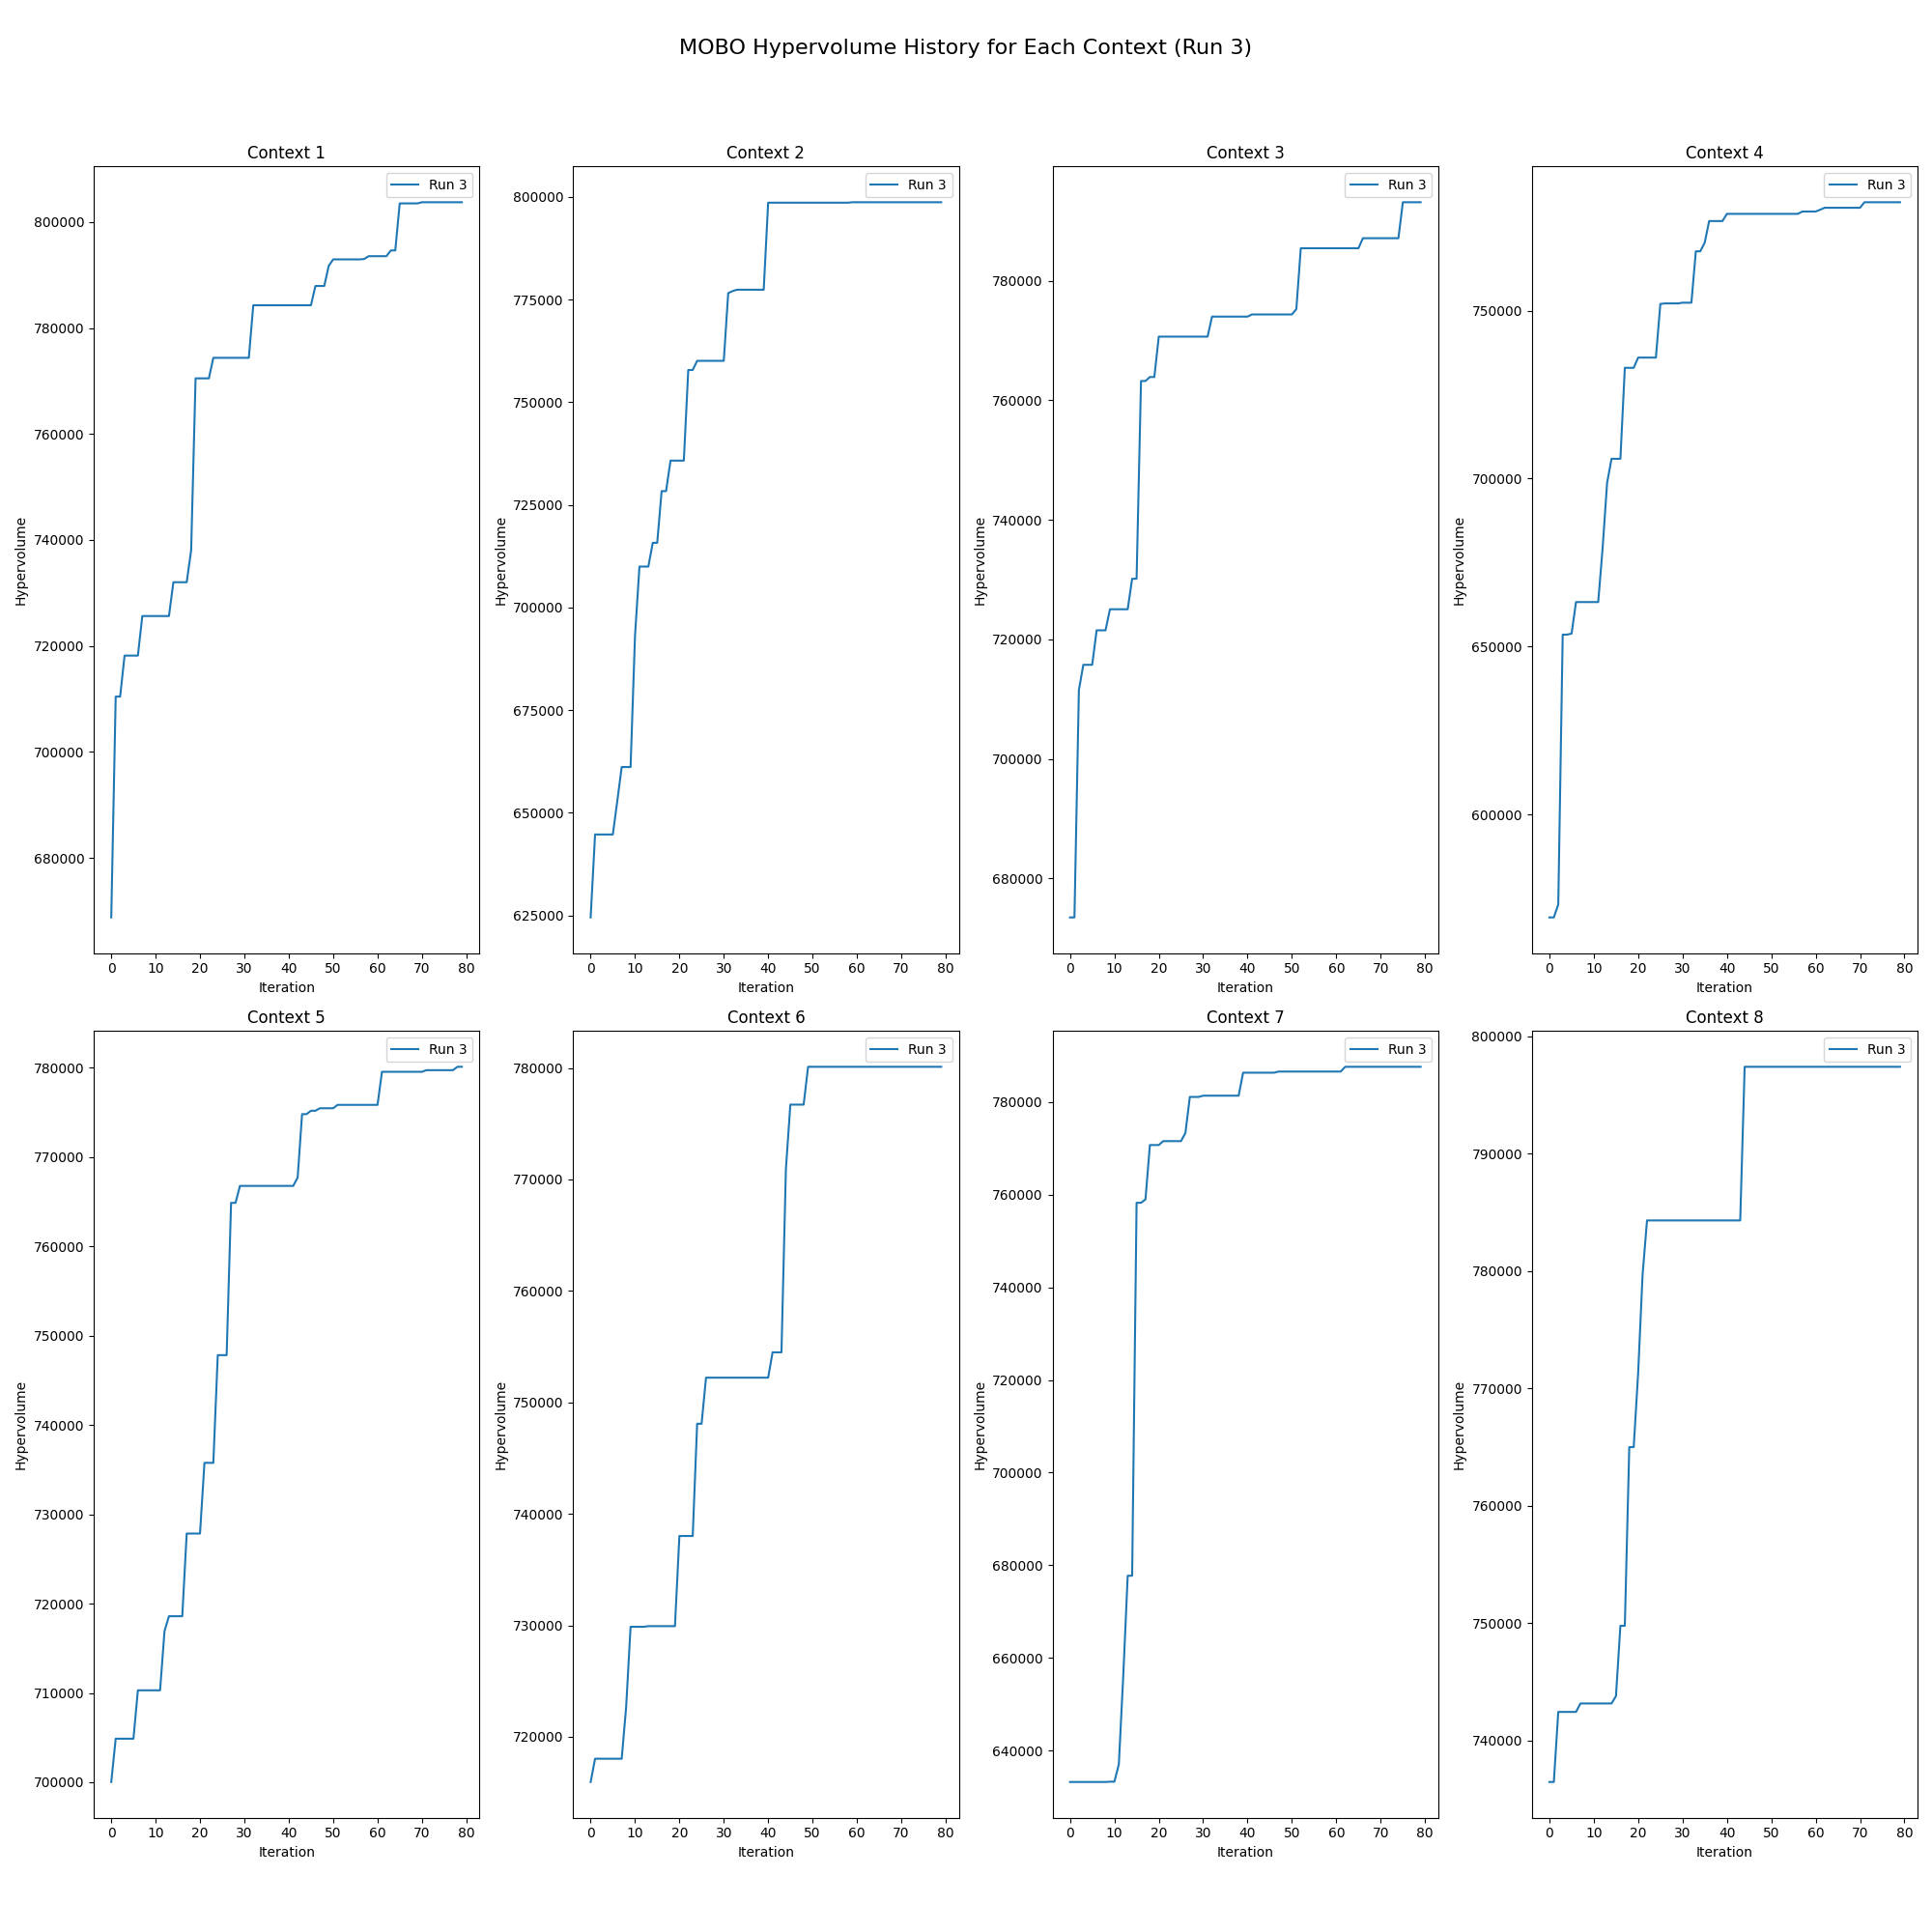 MOBO Hypervolume History for Each Context (Run 3)
Context 1
Run 3
800000
780000
760000
740000
720000
700000
680000
Hypervolume
0 10 20 30 40 50 60 70 80
Iteration
Context 2
Run 3
800000
775000
750000
725000
700000
675000
650000
625000
Hypervolume
0 10 20 30 40 50 60 70 80
Iteration
Context 3
Run 3
780000
760000
740000
720000
700000
680000
Hypervolume
0 10 20 30 40 50 60 70 80
Iteration
Context 4
Run 3
750000
700000
650000
600000
Hypervolume
0 10 20 30 40 50 60 70 80
Iteration
Context 5
Run 3
780000
770000
760000
750000
740000
730000
720000
710000
700000
Hypervolume
0 10 20 30 40 50 60 70 80
Iteration
Context 6
Run 3
780000
770000
760000
750000
740000
730000
720000
Hypervolume
0 10 20 30 40 50 60 70 80
Iteration
Context 7
Run 3
780000
760000
740000
720000
700000
680000
660000
640000
Hypervolume
0 10 20 30 40 50 60 70 80
Iteration
Context 8
Run 3
800000
790000
780000
770000
760000
750000
740000
Hypervolume
0 10 20 30 40 50 60 70 80
Iteration